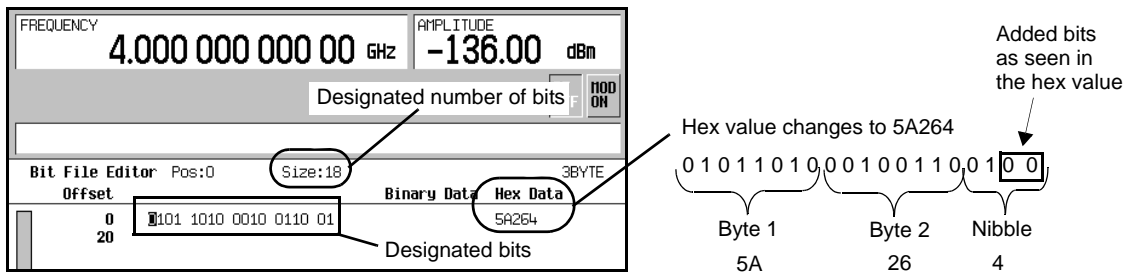 FREQUENCY
4.000 000 000 00 GHz
AMPLITUDE
-136.00 dBm
Designated number of bits
F
MOD
ON
Bit File Editor Pos:0 Size:18 3BYTE
Offset Binary Data Hex Data
0 0101 1010 0010 0110 01 5A264
20
Designated bits
Added bits
as seen in
the hex value
Hex value changes to 5A264
0 1 0 1 1 0 1 0 0 0 1 0 0 1 1 0 0 1 0 0
Byte 1 Byte 2 Nibble
5A 26 4